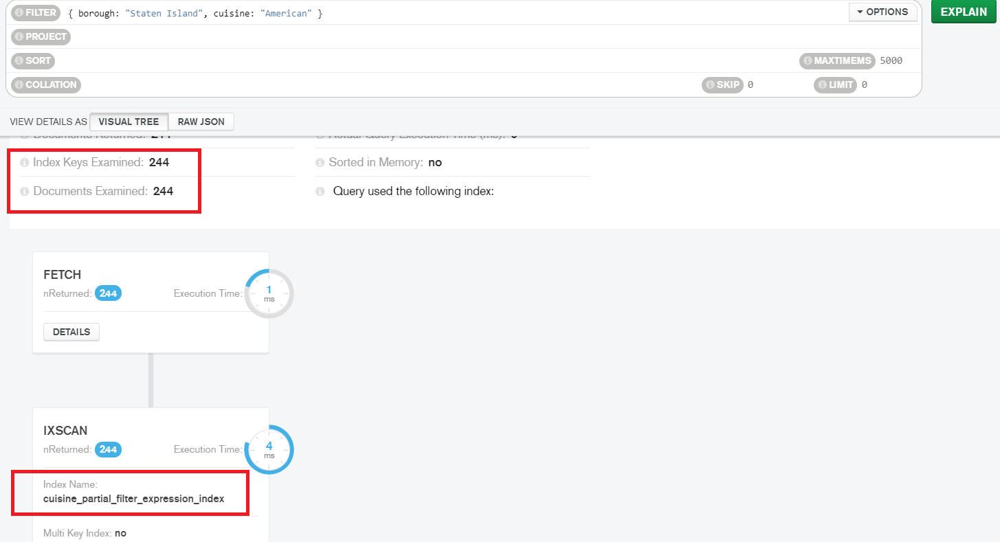 FILTER { borough: "Staten Island", cuisine: "American" } OPTIONS EXPLAIN
PROJECT
SORT MAXTIMEMS 5000
COLLATION SKIP 0 LIMIT 0
VIEW DETAILS AS VISUAL TREE RAW JSON
Documents Returned: 244 Actual Query Execution Time (ms): 0
Index Keys Examined: 244 Sorted in Memory: no
Documents Examined: 244 Query used the following index:
FETCH
nReturned: 244 Execution Time: 1 ms
DETAILS
IXSCAN
nReturned: 244 Execution Time: 4 ms
Index Name:
cuisine_partial_filter_expression_index
Multi Key Index: no